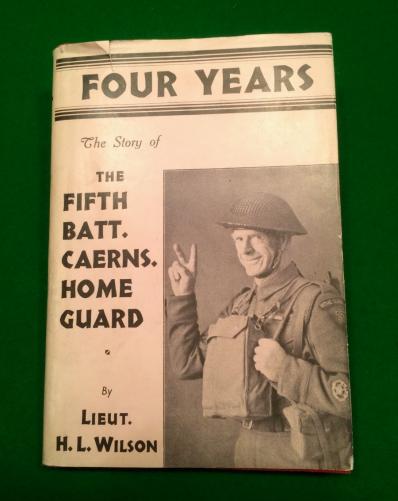 FOUR YEARS
The Story of
THE
FIFTH
BATT.
CAERNS.
HOME
GUARD
By
LIEUT.
H. L. WILSON